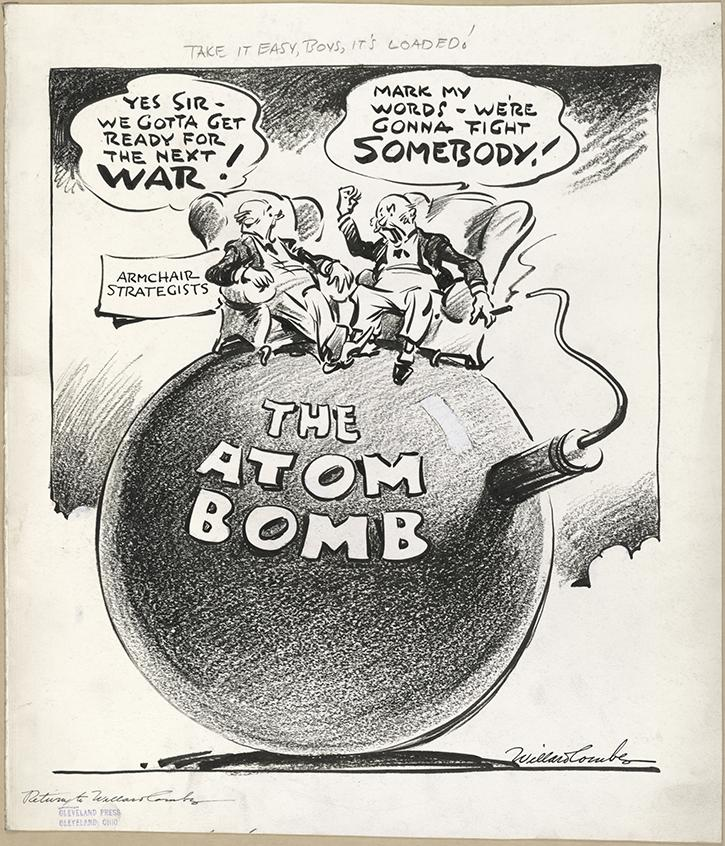 TAKE IT EASY, BOYS, IT'S LOADED!
YES SIR -
WE GOTTA GET
READY FOR
THE NEXT
WAR!
MARK MY
WORDS - WE'RE
GONNA FIGHT
SOMEBODY!
ARMCHAIR
STRATEGISTS
THE
ATOM
BOMB
Willard Combes
Return to Willard Combes
CLEVELAND PRESS
CLEVELAND, OHIO